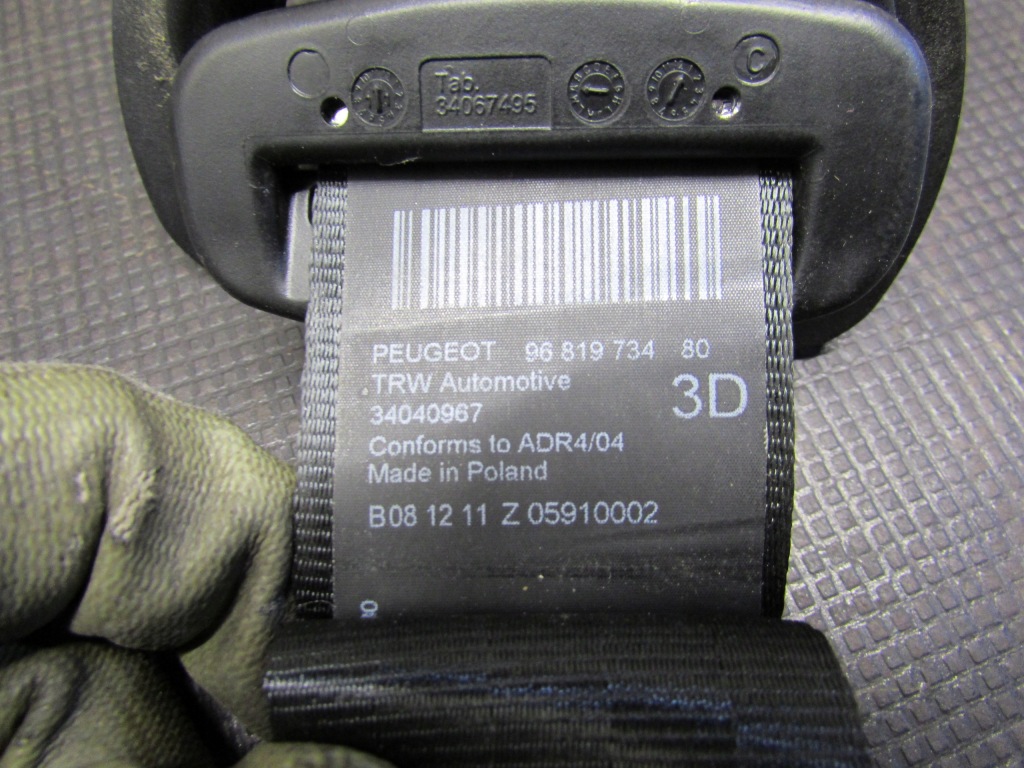 C
Tab.
34067495
PEUGEOT 96 819 734 80
TRW Automotive
3D
34040967
Conforms to ADR4/04
Made in Poland
B08 12 11 Z 05910002